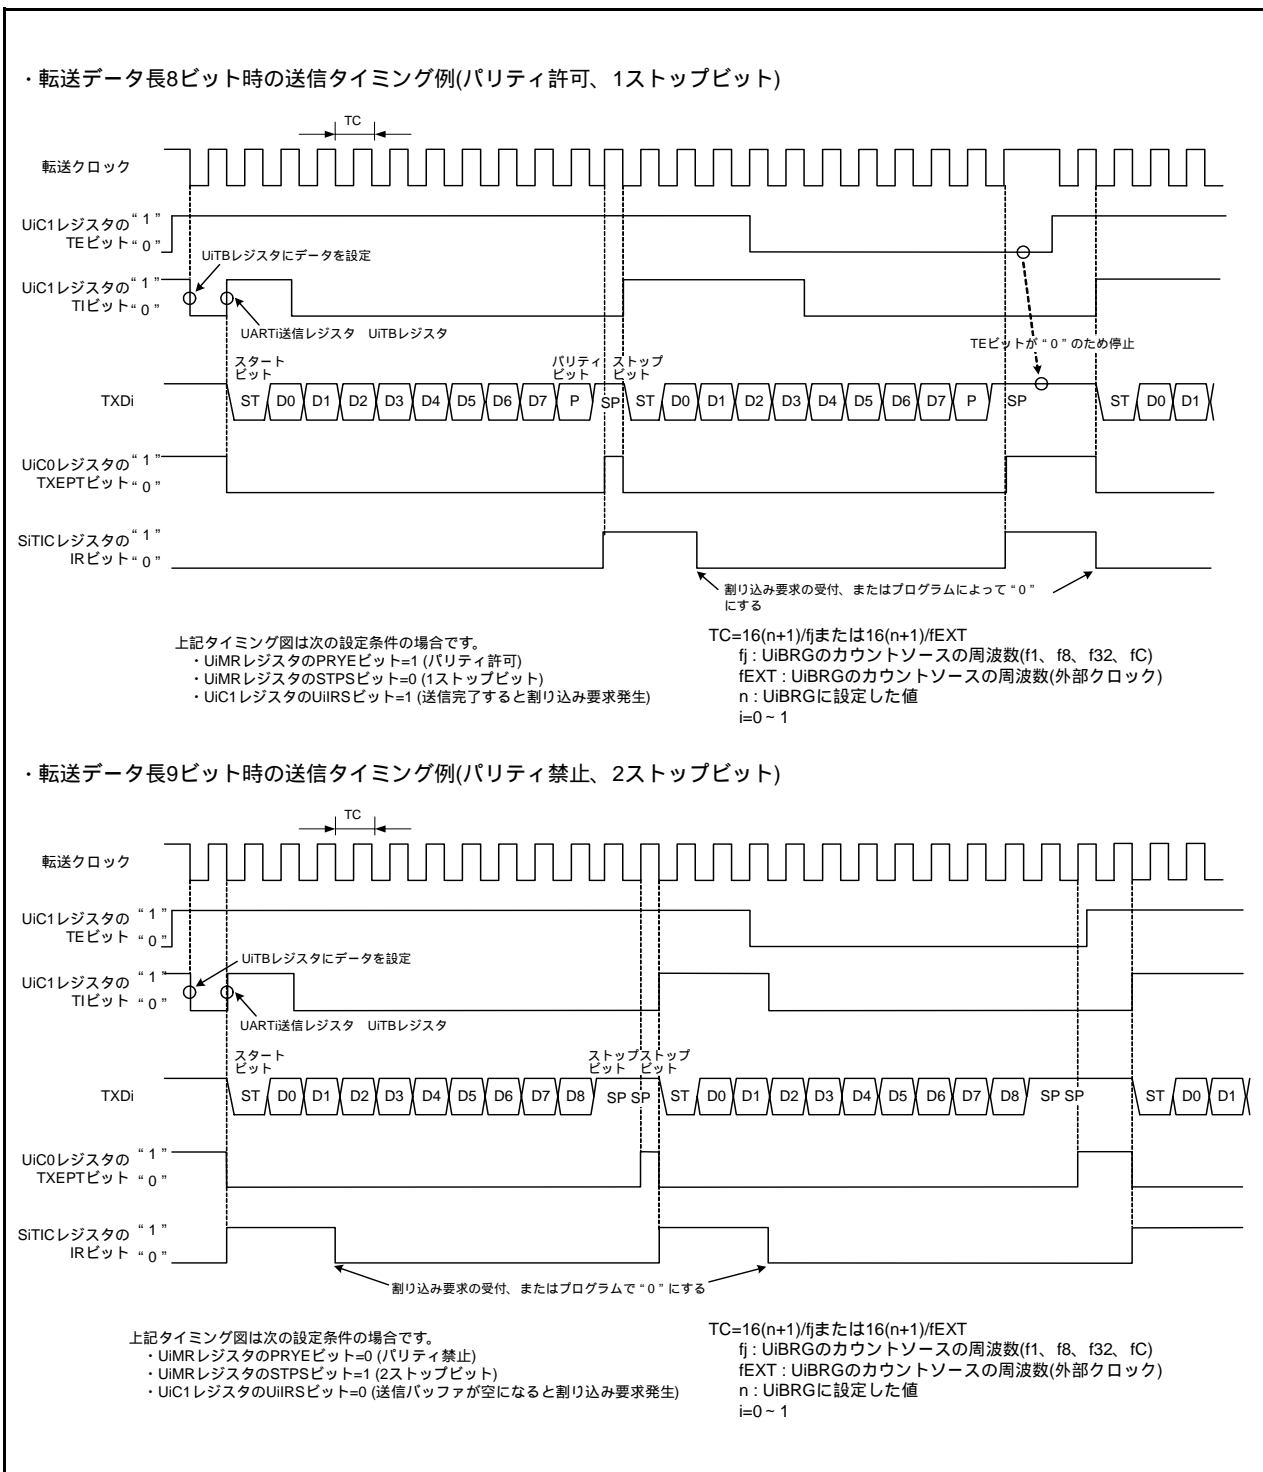 ・転送データ長8ビット時の送信タイミング例(パリティ許可、1ストップビット)
TC
転送クロック
UiC1レジスタの “ 1 ”
TEビット “ 0 ”
UiTBレジスタにデータを設定
UiC1レジスタの “ 1 ”
TIビット “ 0 ”
UARTi送信レジスタ　UiTBレジスタ
TEビットが “ 0 ” のため停止
スタート
ビット
パリティ
ビット
ストップ
ビット
TXDi
ST D0 D1 D2 D3 D4 D5 D6 D7 P SP ST D0 D1 D2 D3 D4 D5 D6 D7 P SP ST D0 D1
UiC0レジスタの “ 1 ”
TXEPTビット “ 0 ”
SiTICレジスタの “ 1 ”
IRビット “ 0 ”
割り込み要求の受付、またはプログラムによって “ 0 ”
にする
上記タイミング図は次の設定条件の場合です。
・UiMRレジスタのPRYEビット=1 (パリティ許可)
・UiMRレジスタのSTPSビット=0 (1ストップビット)
・UiC1レジスタのUiIRSビット=1 (送信完了すると割り込み要求発生)
TC=16(n+1)/fjまたは16(n+1)/fEXT
fj : UiBRGのカウントソースの周波数(f1、f8、f32、fC)
fEXT : UiBRGのカウントソースの周波数(外部クロック)
n : UiBRGに設定した値
i=0 ~ 1
・転送データ長9ビット時の送信タイミング例(パリティ禁止、2ストップビット)
TC
転送クロック
UiC1レジスタの “ 1 ”
TEビット “ 0 ”
UiTBレジスタにデータを設定
UiC1レジスタの “ 1 ”
TIビット “ 0 ”
UARTi送信レジスタ　UiTBレジスタ
スタート
ビット
ストップ
ビット
ストップ
ビット
TXDi
ST D0 D1 D2 D3 D4 D5 D6 D7 D8 SP SP ST D0 D1 D2 D3 D4 D5 D6 D7 D8 SP SP ST D0 D1
UiC0レジスタの “ 1 ”
TXEPTビット “ 0 ”
SiTICレジスタの “ 1 ”
IRビット “ 0 ”
割り込み要求の受付、またはプログラムで “ 0 ” にする
上記タイミング図は次の設定条件の場合です。
・UiMRレジスタのPRYEビット=0 (パリティ禁止)
・UiMRレジスタのSTPSビット=1 (2ストップビット)
・UiC1レジスタのUiIRSビット=0 (送信バッファが空になると割り込み要求発生)
TC=16(n+1)/fjまたは16(n+1)/fEXT
fj : UiBRGのカウントソースの周波数(f1、f8、f32、fC)
fEXT : UiBRGのカウントソースの周波数(外部クロック)
n : UiBRGに設定した値
i=0 ~ 1